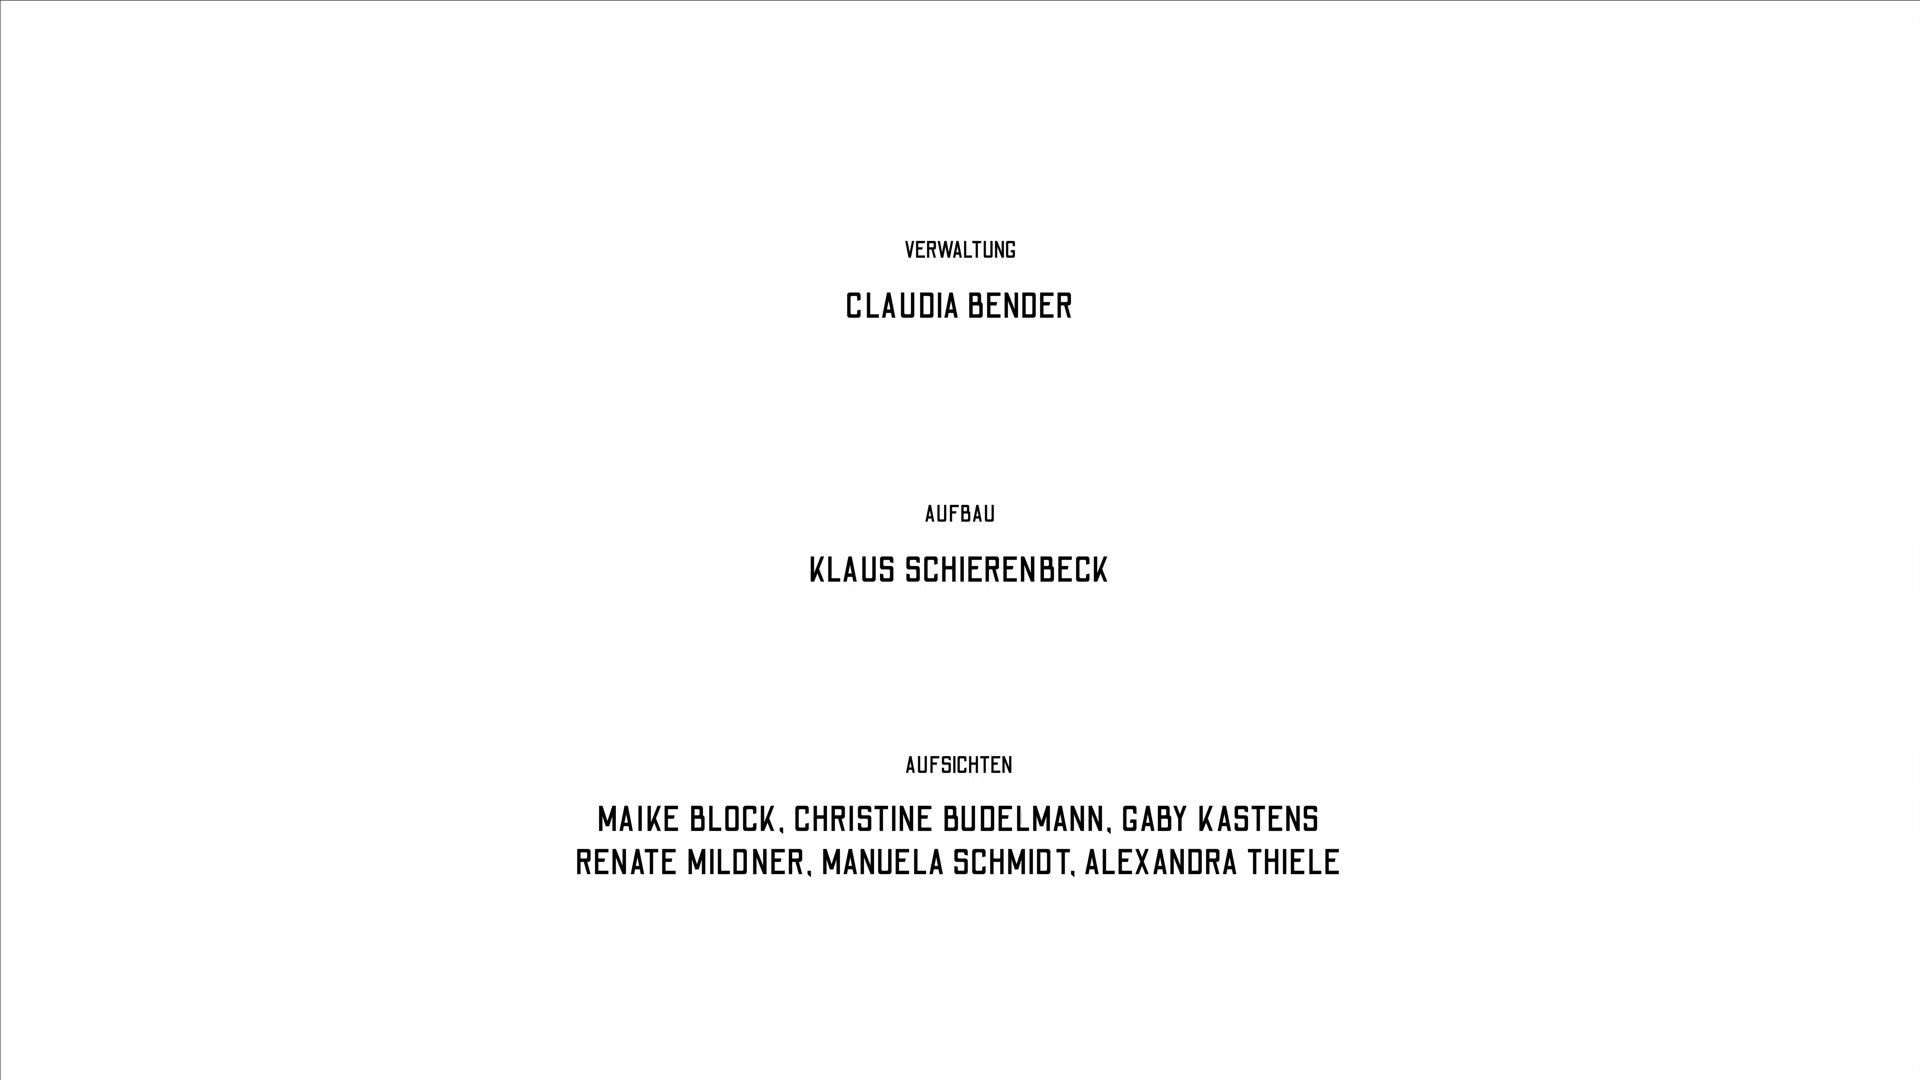 VERWALTUNG
CLAUDIA BENDER
AUFBAU
KLAUS SCHIERENBECK
AUFSICHTEN
MAIKE BLOCK, CHRISTINE BUDELMANN, GABY KASTENS
RENATE MILDNER, MANUELA SCHMIDT, ALEXANDRA THIELE